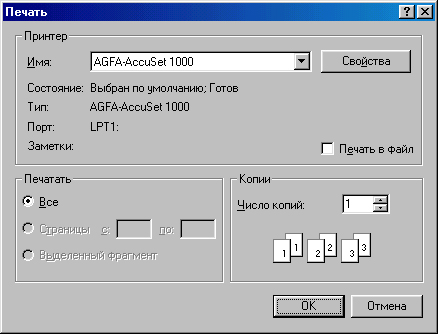 Печать
Принтер
Имя: AGFA-AccuSet 1000 Свойства
Состояние: Выбран по умолчанию; Готов
Тип: AGFA-AccuSet 1000
Порт: LPT1:
Заметки: Печать в файл
Печатать
Все
Страницы с: по:
Выделенный фрагмент
Копии
Число копий: 1
1 1 2 2 3 3
OK Отмена